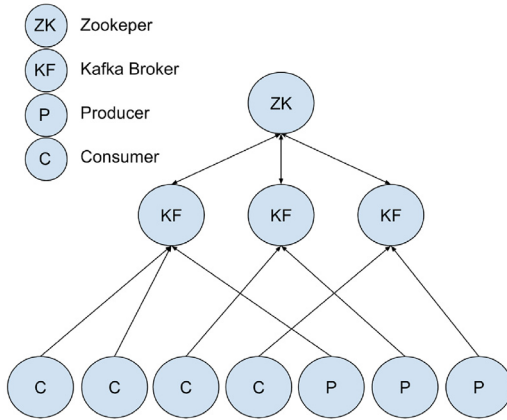 ZK Zookeper
KF Kafka Broker
P Producer
C Consumer
ZK
KF KF KF
C C C C P P P